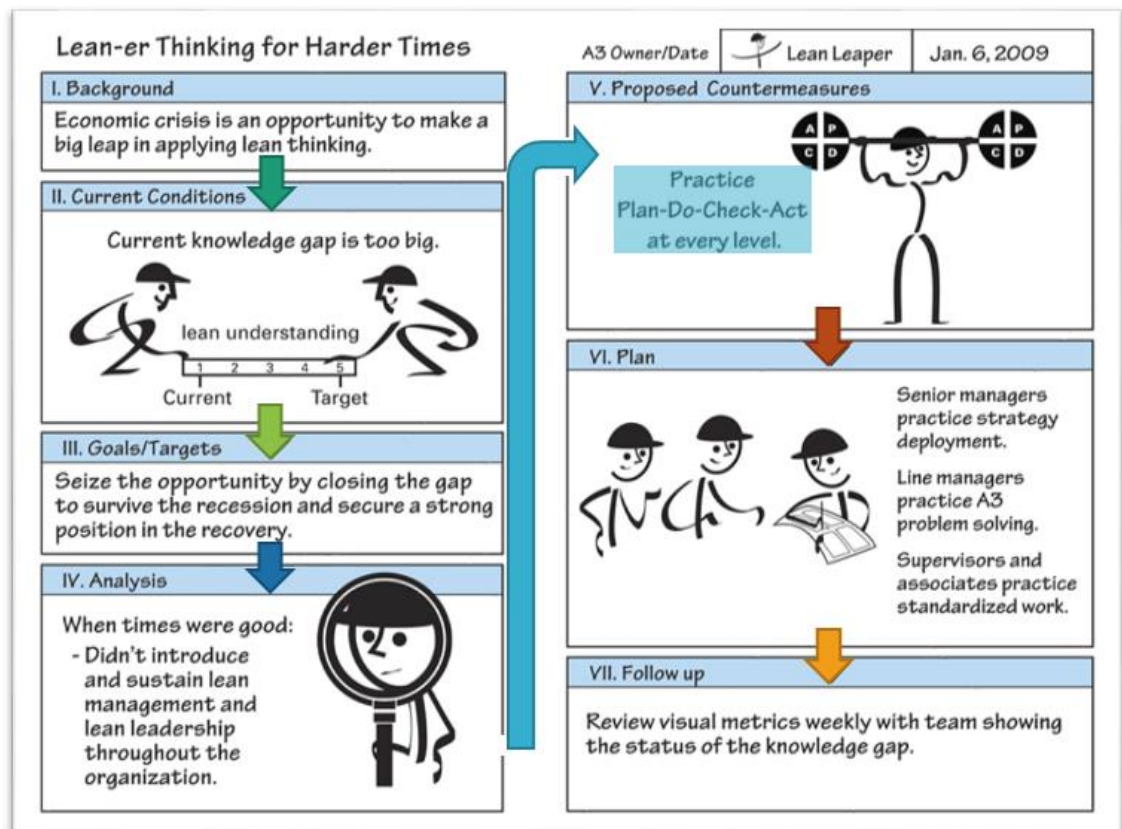 Lean-er Thinking for Harder Times
A3 Owner/Date
Lean Leaper
Jan. 6, 2009
I. Background
Economic crisis is an opportunity to make a
big leap in applying lean thinking.
II. Current Conditions
Current knowledge gap is too big.
lean understanding
1 2 3 4 5
Current Target
III. Goals/Targets
Seize the opportunity by closing the gap
to survive the recession and secure a strong
position in the recovery.
IV. Analysis
When times were good:
- Didn't introduce
and sustain lean
management and
lean leadership
throughout the
organization.
V. Proposed Countermeasures
A P
C D
A P
C D
Practice
Plan-Do-Check-Act
at every level.
VI. Plan
Senior managers
practice strategy
deployment.
Line managers
practice A3
problem solving.
Supervisors and
associates practice
standardized work.
VII. Follow up
Review visual metrics weekly with team showing
the status of the knowledge gap.